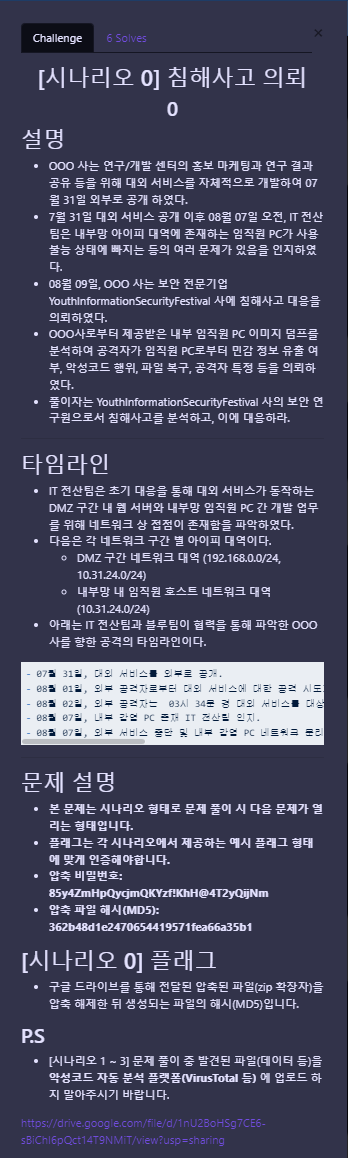 Challenge
6 Solves
×
[시나리오 0] 침해사고 의뢰
0
설명
• OOO 사는 연구/개발 센터의 홍보 마케팅과 연구 결과
공유 등을 위해 대외 서비스를 자체적으로 개발하여 07
월 31일 외부로 공개 하였다.
• 7월 31일 대외 서비스 공개 이후 08월 07일 오전, IT 전산
팀은 내부망 아이피 대역에 존재하는 임직원 PC가 사용
불능 상태에 빠지는 등의 여러 문제가 있음을 인지하였
다.
• 08월 09일, OOO 사는 보안 전문기업
YouthInformationSecurityFestival 사에 침해사고 대응을
의뢰하였다.
• OOO사로부터 제공받은 내부 임직원 PC 이미지 덤프를
분석하여 공격자가 임직원 PC로부터 민감 정보 유출 여
부, 악성코드 행위, 파일 복구, 공격자 특정 등을 의뢰하
였다.
• 풀이자는 YouthInformationSecurityFestival 사의 보안 연
구원으로서 침해사고를 분석하고, 이에 대응하라.
타임라인
• IT 전산팀은 초기 대응을 통해 대외 서비스가 동작하는
DMZ 구간 내 웹 서버와 내부망 임직원 PC 간 개발 업무
를 위해 네트워크 상 접점이 존재함을 파악하였다.
• 다음은 각 네트워크 구간 별 아이피 대역이다.
○ DMZ 구간 네트워크 대역 (192.168.0.0/24,
10.31.24.0/14)
○ 내부망 내 임직원 호스트 네트워크 대역
(10.31.24.0/14)
• 아래는 IT 전산팀과 블루팀이 협력을 통해 파악한 OOO
사를 향한 공격의 타임라인이다.
- 07월 31일, 대외 서비스를 외부로 공개.
- 08월 01일, 외부 공격자로부터 대외 서비스에 대한 공격 시도
- 08월 02일, 외부 공격자는 03시 34분 경 대외 서비스를 대상
- 08월 07일, 내부 감염 PC 존재 IT 전산팀 인지.
- 08월 07일, 외부 서비스 중단 및 내부 감염 PC 네트워크 분리
문제 설명
• 본 문제는 시나리오 형태로 문제 풀이 시 다음 문제가 열
리는 형태입니다.
• 플래그는 각 시나리오에서 제공하는 예시 플래그 형태
에 맞게 인증해야합니다.
• 압축 비밀번호:
85y4ZmHpQycjmQKYzf!KhH@4T2yQijNm
• 압축 파일 해시(MD5):
362b48d1e2470654419571fea66a35b1
[시나리오 0] 플래그
• 구글 드라이브를 통해 전달된 압축된 파일(zip 확장자)을
압축 해제한 뒤 생성되는 파일의 해시(MD5)입니다.
P.S
• [시나리오 1 ~ 3] 문제 풀이 중 발견된 파일(데이터 등)을
악성코드 자동 분석 플랫폼(VirusTotal 등) 에 업로드 하
지 말아주시기 바랍니다.
https://drive.google.com/file/d/1nU2BoHSg7CE6-
sBiChI6pQct14T9NMiT/view?usp=sharing